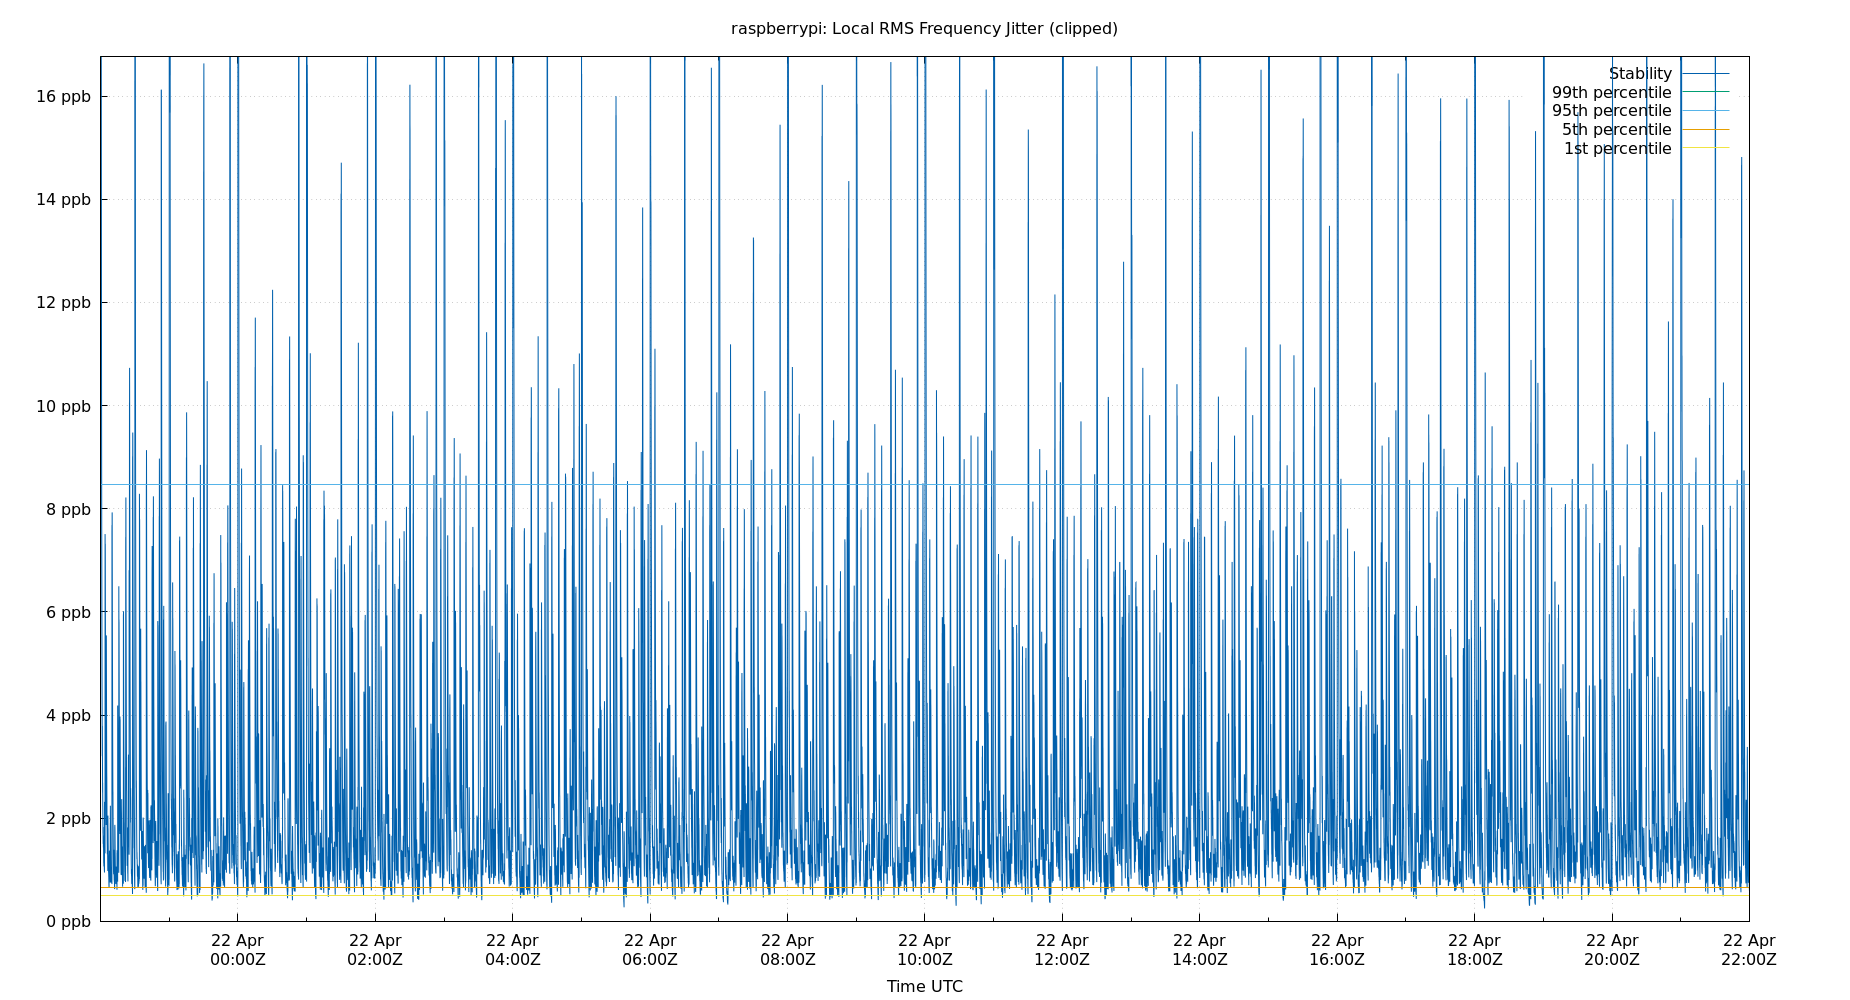 raspberrypi: Local RMS Frequency Jitter (clipped)
Stability
99th percentile
95th percentile
5th percentile
1st percentile
16 ppb
14 ppb
12 ppb
10 ppb
8 ppb
6 ppb
4 ppb
2 ppb
0 ppb
22 Apr 22 Apr 22 Apr 22 Apr 22 Apr 22 Apr 22 Apr 22 Apr 22 Apr 22 Apr 22 Apr 22 Apr
00:00Z 02:00Z 04:00Z 06:00Z 08:00Z 10:00Z 12:00Z 14:00Z 16:00Z 18:00Z 20:00Z 22:00Z
Time UTC